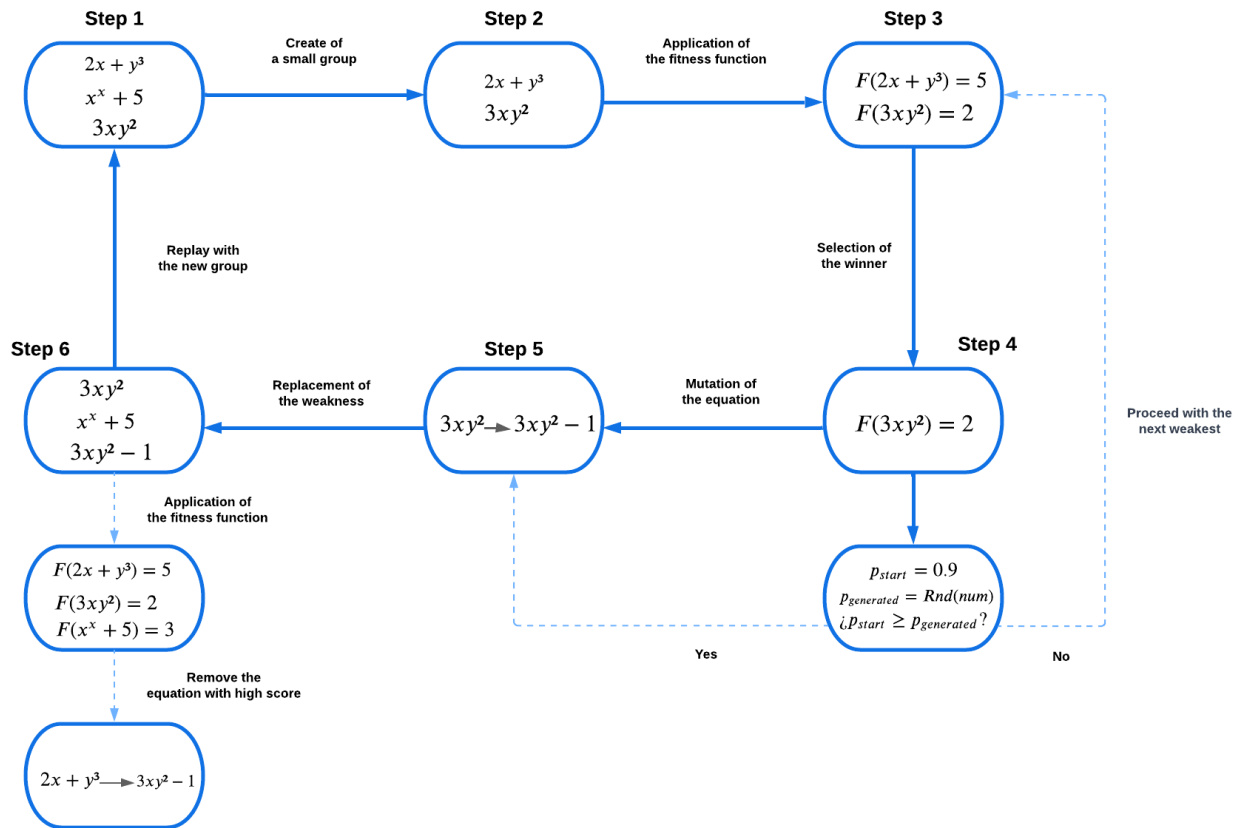 Step 1
2x + y³
xˣ + 5
3xy²
Create of
a small group
Step 2
2x + y³
3xy²
Application of
the fitness function
Step 3
F(2x + y³) = 5
F(3xy²) = 2
Selection of
the winner
Step 4
F(3xy²) = 2
Proceed with the
next weakest
p_start = 0.9
p_generated = Rnd(num)
¿p_start ≥ p_generated?
Yes
No
Mutation of
the equation
Step 5
3xy² → 3xy² − 1
Replacement of
the weakness
Step 6
3xy²
xˣ + 5
3xy² − 1
Replay with
the new group
Application of
the fitness function
F(2x + y³) = 5
F(3xy²) = 2
F(xˣ + 5) = 3
Remove the
equation with high score
2x + y³ → 3xy² − 1